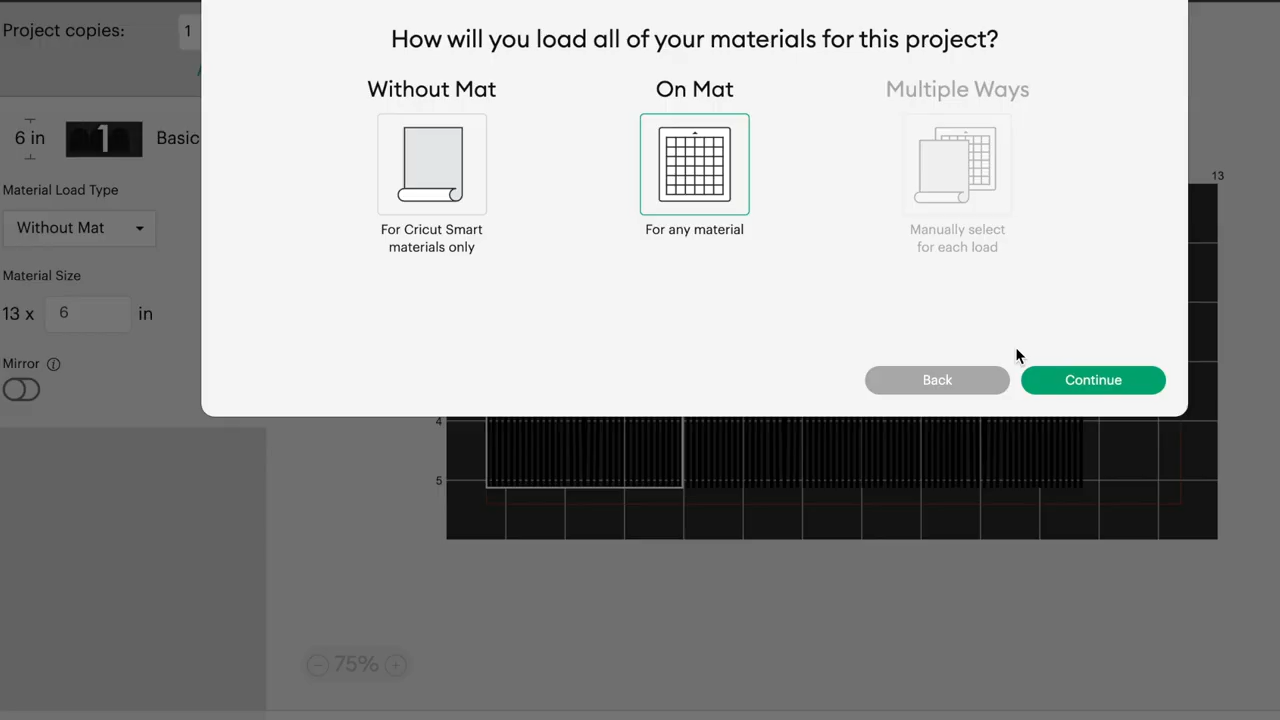 Project copies: 1
How will you load all of your materials for this project?
Without Mat
On Mat
Multiple Ways
For Cricut Smart
materials only
For any material
Manually select
for each load
Back
Continue
6 in
1
Basic
Material Load Type
Without Mat
Material Size
13 x 6 in
Mirror
13
4
5
75%